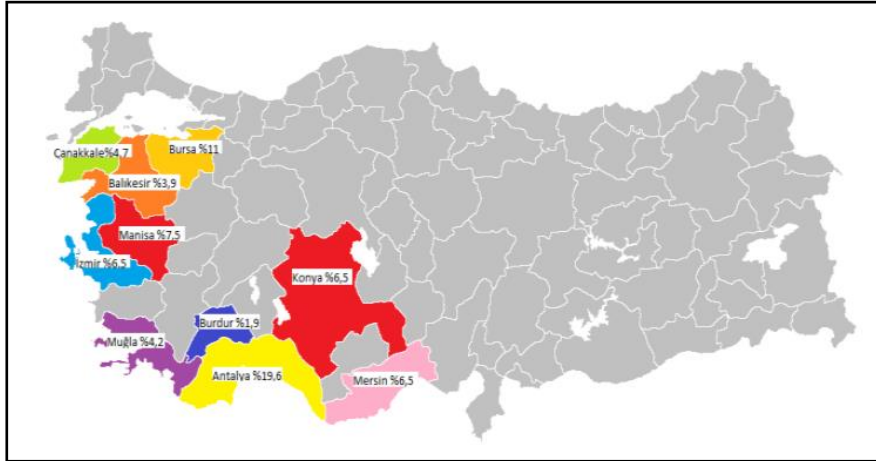 Çanakkale%4,7
Bursa %11
Balıkesir %3,9
Manisa %7,5
İzmir %6,5
Konya %6,5
Burdur %1,9
Muğla %4,2
Antalya %19,6
Mersin %6,5